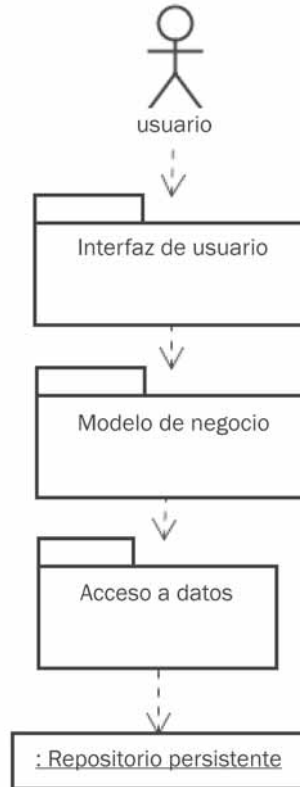 usuario
Interfaz de usuario
Modelo de negocio
Acceso a datos
: Repositorio persistente